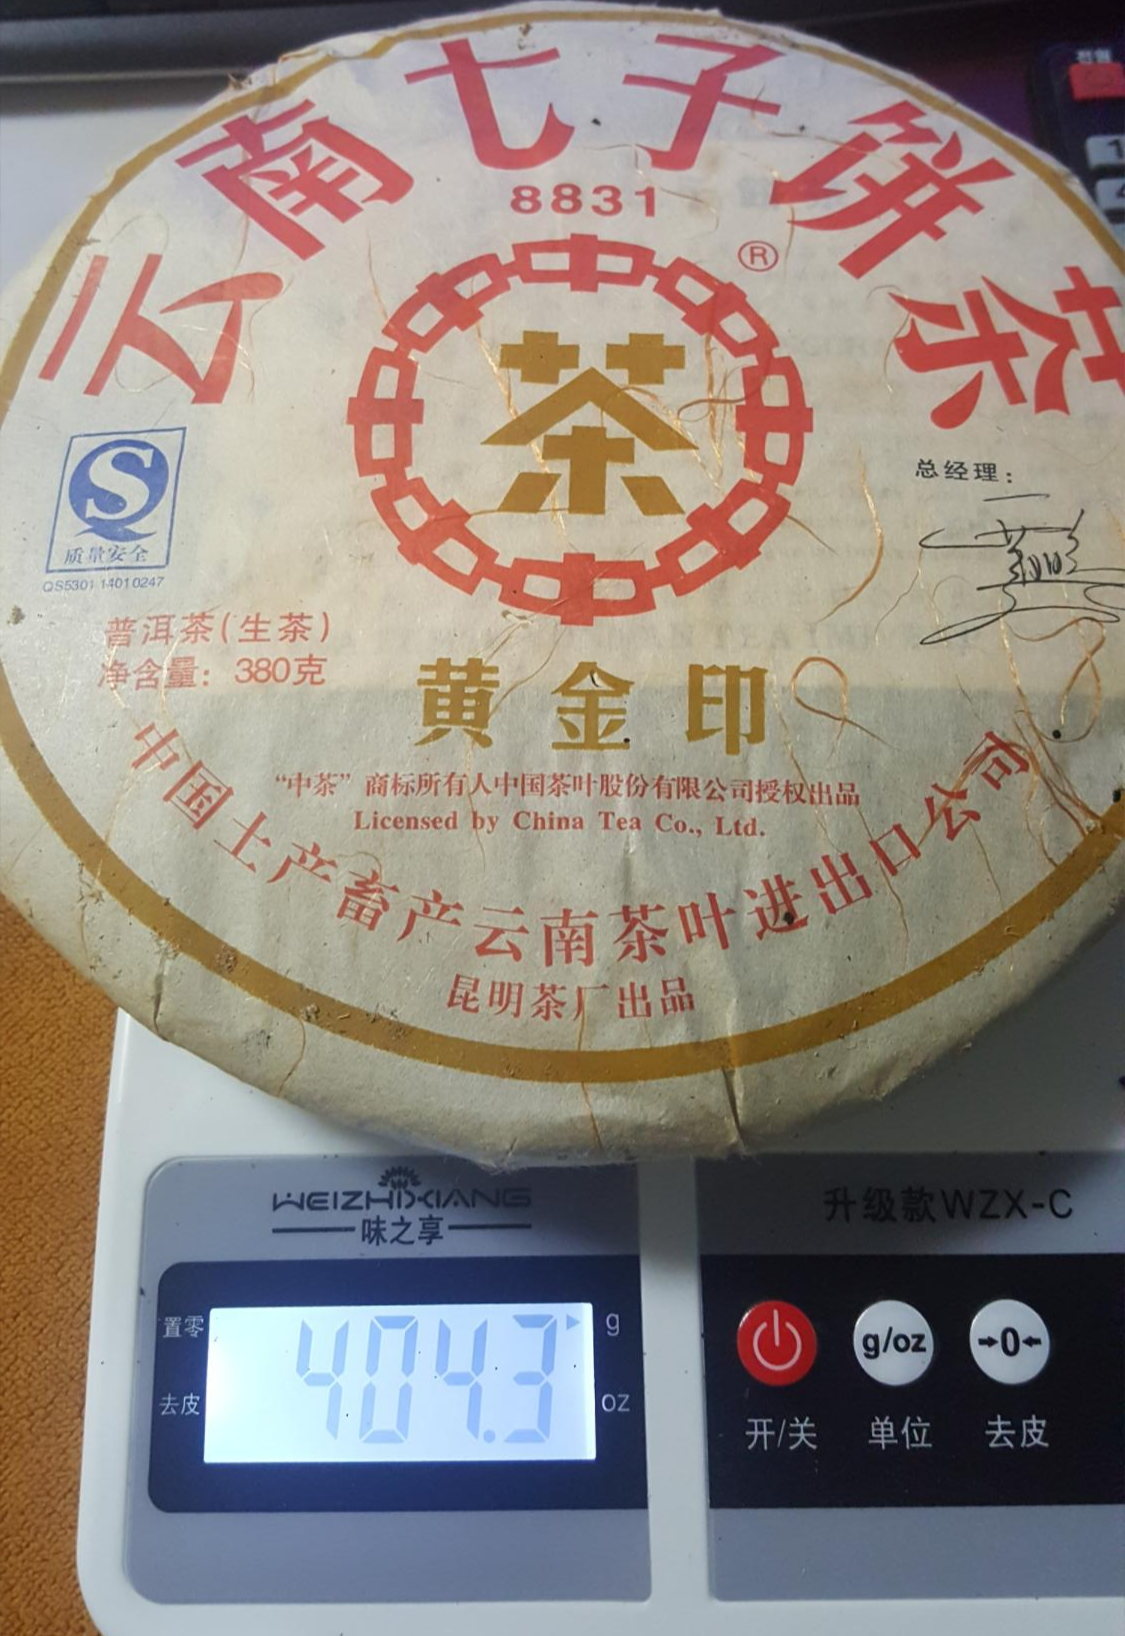 云南七子饼茶
8831
®
茶
总经理：
质量安全
QS5301 1401 0247
普洱茶(生茶)
净含量：380克
黄金印
“中茶”商标所有人中国茶叶股份有限公司授权出品
Licensed by China Tea Co., Ltd.
中国土产畜产云南茶叶进出口公司
昆明茶厂出品
WEIZHIXIANG
味之享
升级款WZX-C
置零
404.3
g
去皮
oz
g/oz
→0←
开/关
单位
去皮